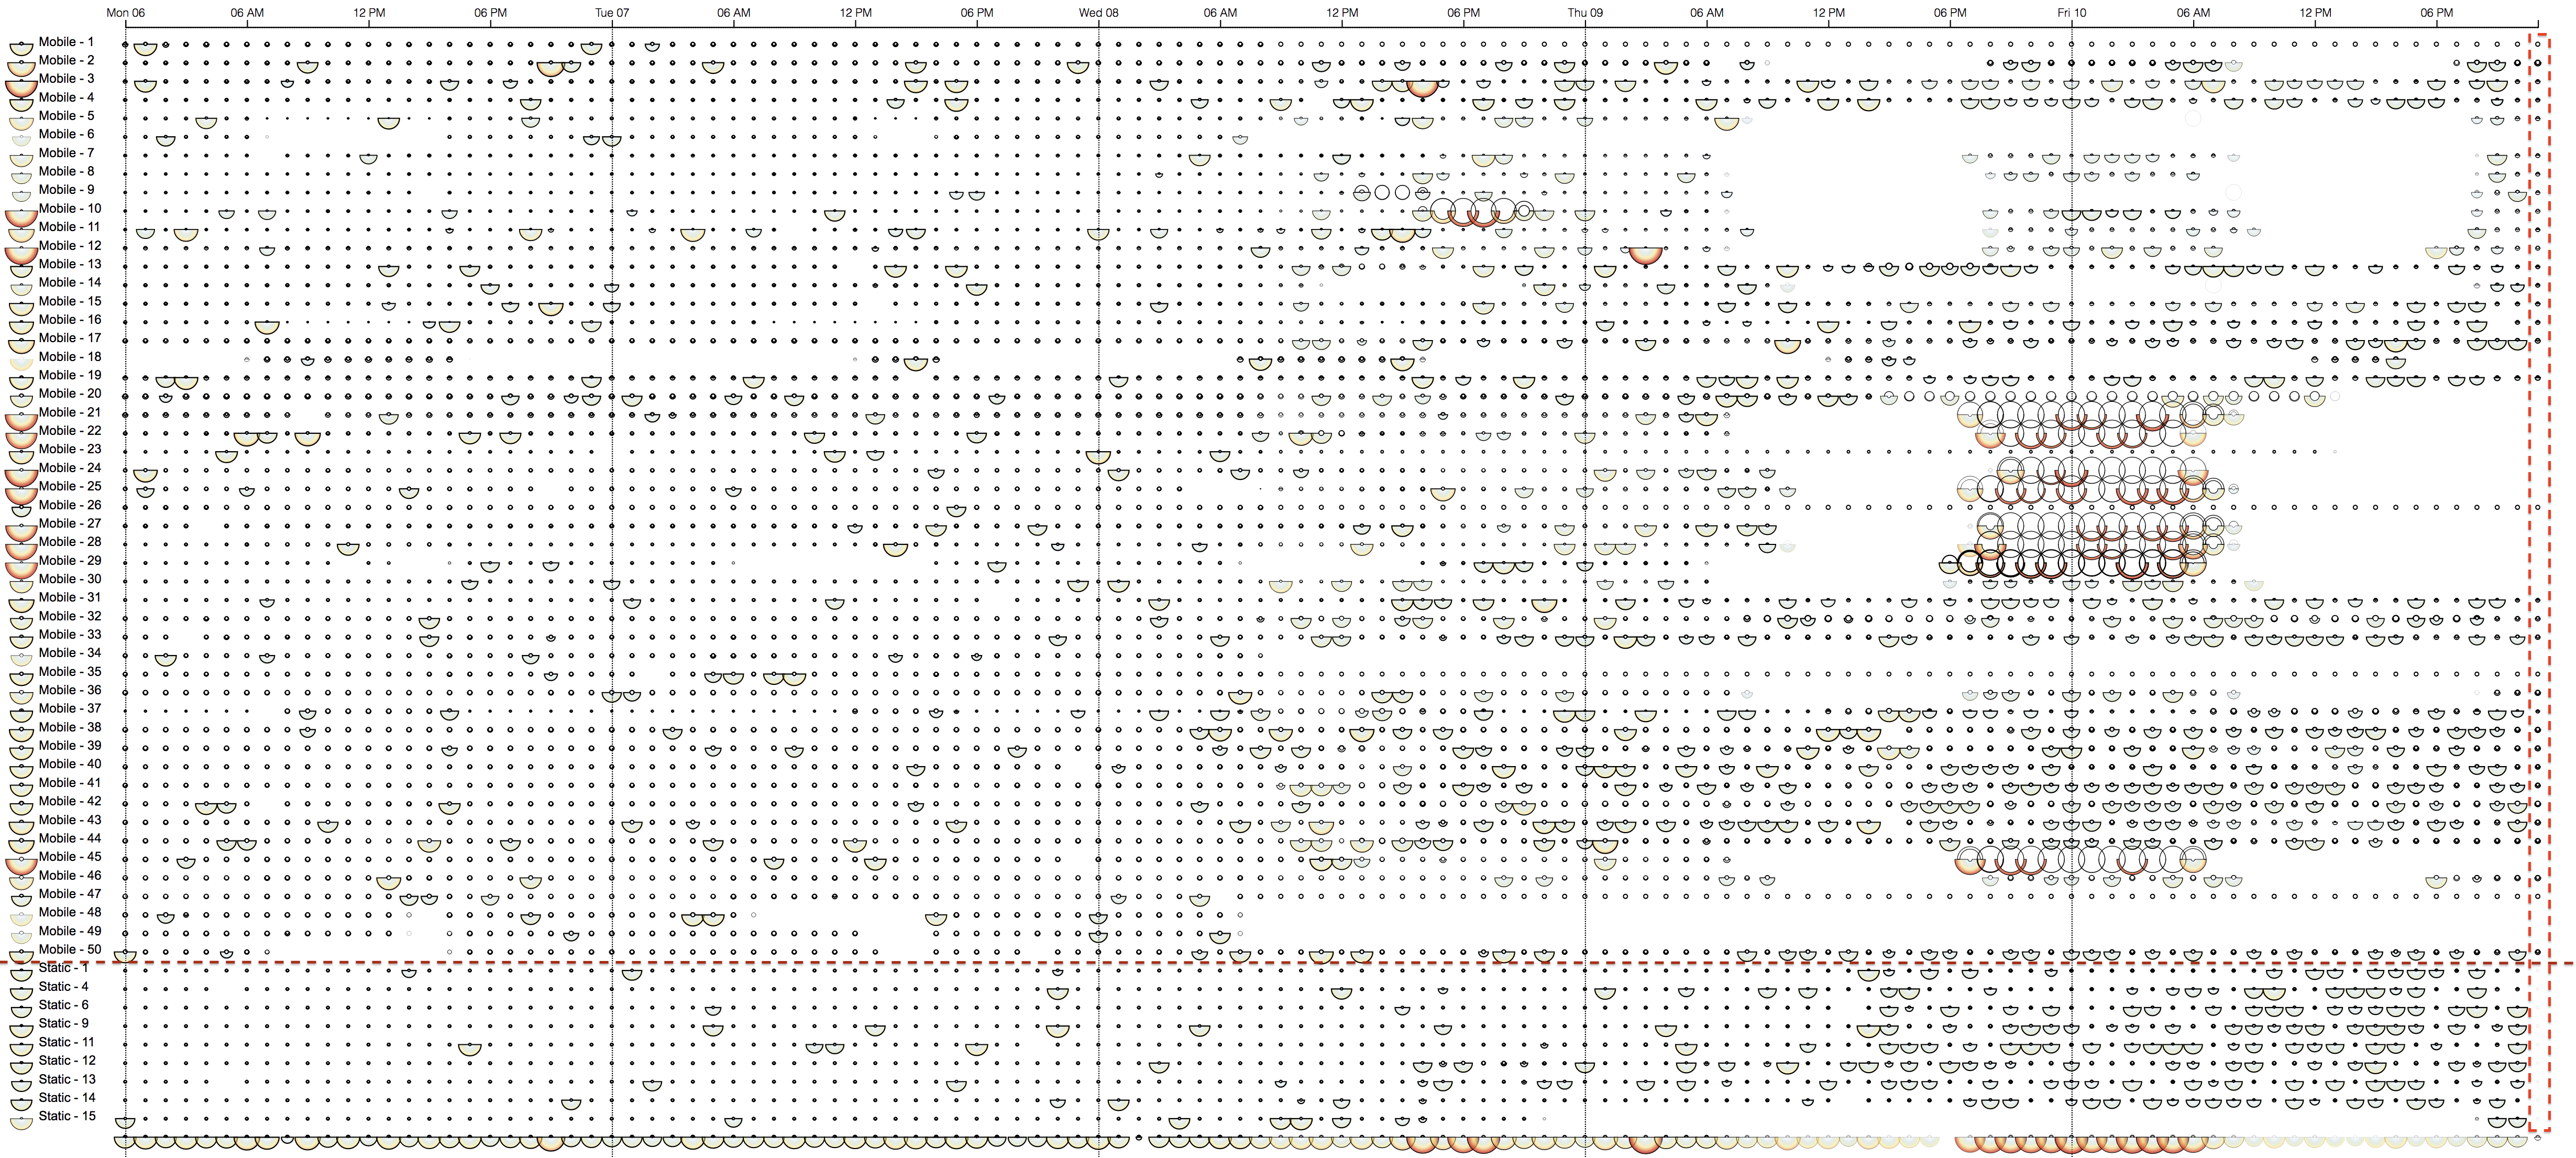 Mon 06 06 AM 12 PM 06 PM Tue 07 06 AM 12 PM 06 PM Wed 08 06 AM 12 PM 06 PM Thu 09 06 AM 12 PM 06 PM Fri 10 06 AM 12 PM 06 PM
Mobile - 1
Mobile - 2
Mobile - 3
Mobile - 4
Mobile - 5
Mobile - 6
Mobile - 7
Mobile - 8
Mobile - 9
Mobile - 10
Mobile - 11
Mobile - 12
Mobile - 13
Mobile - 14
Mobile - 15
Mobile - 16
Mobile - 17
Mobile - 18
Mobile - 19
Mobile - 20
Mobile - 21
Mobile - 22
Mobile - 23
Mobile - 24
Mobile - 25
Mobile - 26
Mobile - 27
Mobile - 28
Mobile - 29
Mobile - 30
Mobile - 31
Mobile - 32
Mobile - 33
Mobile - 34
Mobile - 35
Mobile - 36
Mobile - 37
Mobile - 38
Mobile - 39
Mobile - 40
Mobile - 41
Mobile - 42
Mobile - 43
Mobile - 44
Mobile - 45
Mobile - 46
Mobile - 47
Mobile - 48
Mobile - 49
Mobile - 50
Static - 1
Static - 4
Static - 6
Static - 9
Static - 11
Static - 12
Static - 13
Static - 14
Static - 15